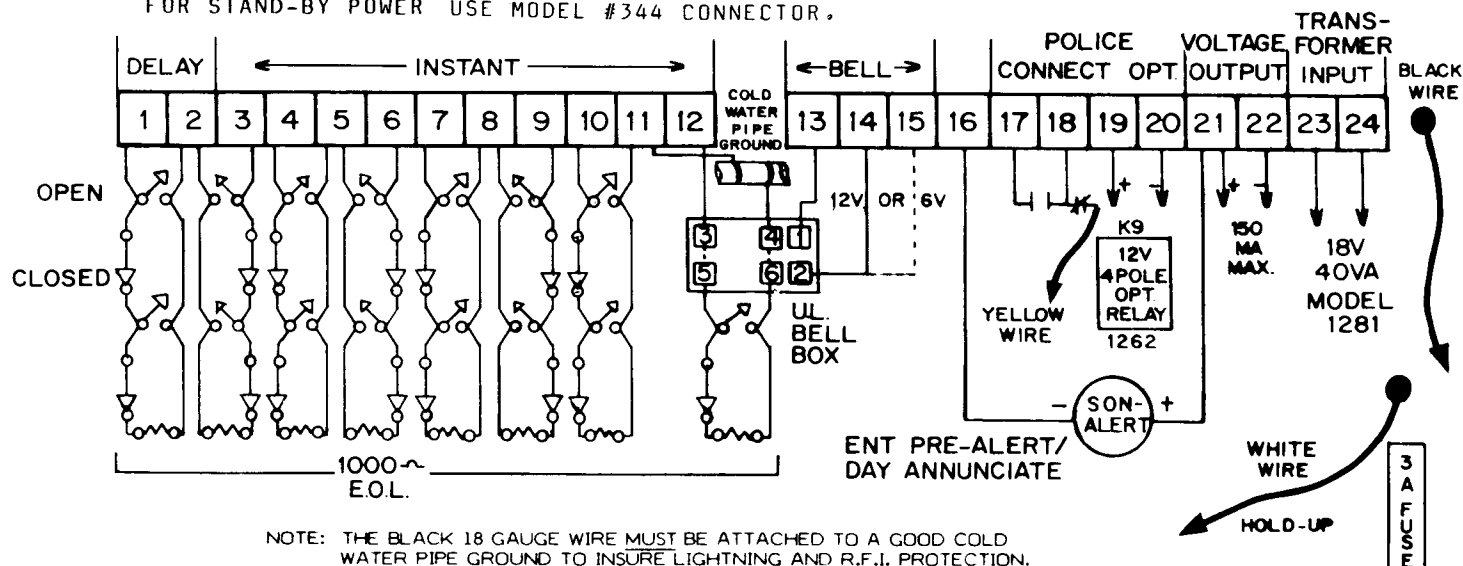 FOR STAND-BY POWER USE MODEL #344 CONNECTOR.
DELAY
INSTANT
BELL
POLICE
CONNECT OPT.
VOLTAGE
OUTPUT
TRANS-
FORMER
INPUT
BLACK
WIRE
1 2 3 4 5 6 7 8 9 10 11 12
COLD
WATER
PIPE
GROUND
13 14 15 16 17 18 19 20 21 22 23 24
OPEN
CLOSED
3 4 1
5 6 2
U.L.
BELL
BOX
12V OR 6V
YELLOW
WIRE
+ -
K9
12V
4 POLE
OPT.
RELAY
1262
+ -
150
MA
MAX.
18V
40VA
MODEL
1281
- SON- +
ALERT
ENT PRE-ALERT/
DAY ANNUNCIATE
WHITE
WIRE
HOLD-UP
3
A
F
U
S
E
1000
E.O.L.
NOTE: THE BLACK 18 GAUGE WIRE MUST BE ATTACHED TO A GOOD COLD
WATER PIPE GROUND TO INSURE LIGHTNING AND R.F.I. PROTECTION.